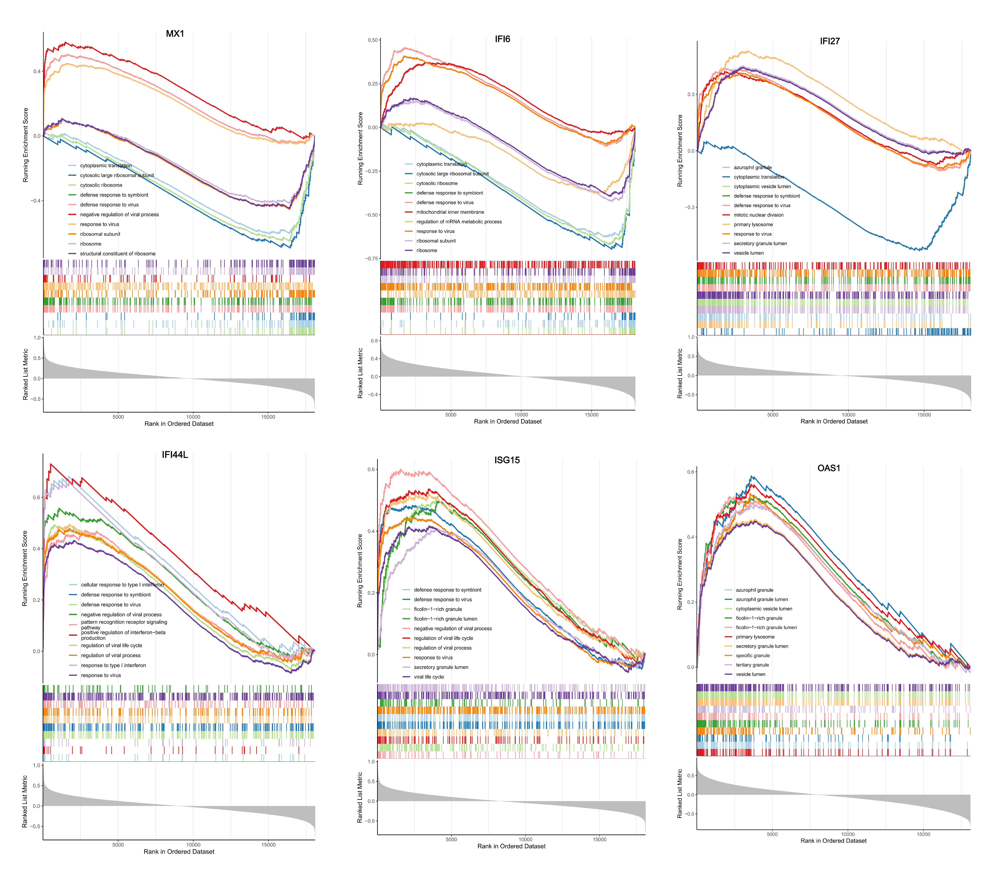 MX1
Running Enrichment Score
0.4
0.0
−0.4
cytoplasmic translation
cytosolic large ribosomal subunit
cytosolic ribosome
defense response to symbiont
defense response to virus
negative regulation of viral process
response to virus
ribosomal subunit
ribosome
structural constituent of ribosome
Ranked List Metric
1.0
0.5
0.0
−0.5
5000 10000 15000
Rank in Ordered Dataset
IFI6
Running Enrichment Score
0.50
0.25
0.00
−0.25
−0.50
−0.75
cytoplasmic translation
cytosolic large ribosomal subunit
cytosolic ribosome
defense response to symbiont
defense response to virus
mitochondrial inner membrane
regulation of mRNA metabolic process
response to virus
ribosomal subunit
ribosome
Ranked List Metric
0.8
0.4
0.0
−0.4
5000 10000 15000
Rank in Ordered Dataset
IFI27
Running Enrichment Score
0.3
0.0
−0.3
azurophil granule
cytoplasmic translation
cytoplasmic vesicle lumen
defense response to symbiont
defense response to virus
mitotic nuclear division
primary lysosome
response to virus
secretory granule lumen
vesicle lumen
Ranked List Metric
1.0
0.5
0.0
−0.5
5000 10000 15000
Rank in Ordered Dataset
IFI44L
Running Enrichment Score
0.6
0.4
0.2
0.0
cellular response to type I interferon
defense response to symbiont
defense response to virus
negative regulation of viral process
pattern recognition receptor signaling
pathway
positive regulation of interferon−beta
production
regulation of viral life cycle
regulation of viral process
response to type I interferon
response to virus
Ranked List Metric
1.0
0.5
0.0
−0.5
5000 10000 15000
Rank in Ordered Dataset
ISG15
Running Enrichment Score
0.6
0.4
0.2
0.0
defense response to symbiont
defense response to virus
ficolin−1−rich granule
ficolin−1−rich granule lumen
negative regulation of viral process
regulation of viral life cycle
regulation of viral process
response to virus
secretory granule lumen
viral life cycle
Ranked List Metric
1.0
0.5
0.0
−0.5
5000 10000 15000
Rank in Ordered Dataset
OAS1
Running Enrichment Score
0.6
0.4
0.2
0.0
azurophil granule
azurophil granule lumen
cytoplasmic vesicle lumen
ficolin−1−rich granule
ficolin−1−rich granule lumen
primary lysosome
secretory granule lumen
specific granule
tertiary granule
vesicle lumen
Ranked List Metric
0.5
0.0
−0.5
5000 10000 15000
Rank in Ordered Dataset